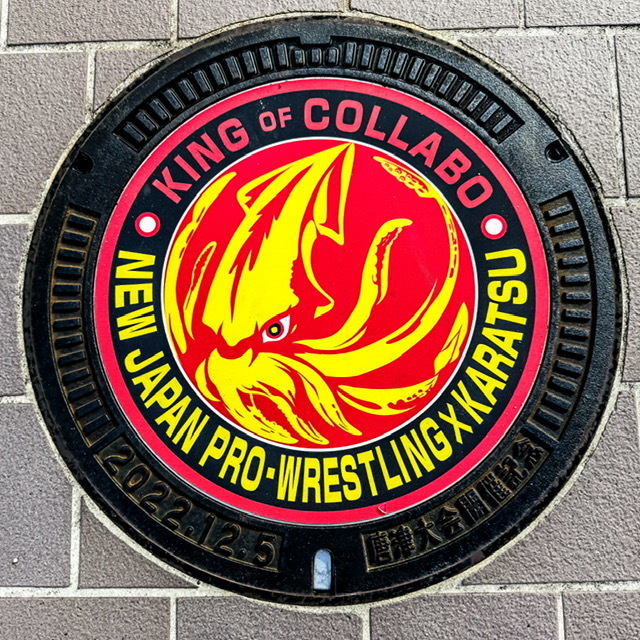 KING OF COLLABO
NEW JAPAN PRO-WRESTLING X KARATSU
2022.12.5
唐津大会開催記念